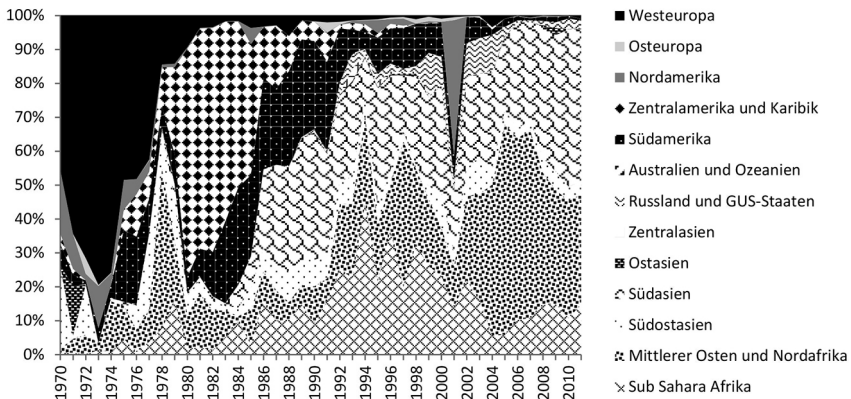 100%
90%
80%
70%
60%
50%
40%
30%
20%
10%
0%
1970
1972
1974
1976
1978
1980
1982
1984
1986
1988
1990
1992
1994
1996
1998
2000
2002
2004
2006
2008
2010
Westeuropa
Osteuropa
Nordamerika
Zentralamerika und Karibik
Südamerika
Australien und Ozeanien
Russland und GUS-Staaten
Zentralasien
Ostasien
Südasien
Südostasien
Mittlerer Osten und Nordafrika
Sub Sahara Afrika